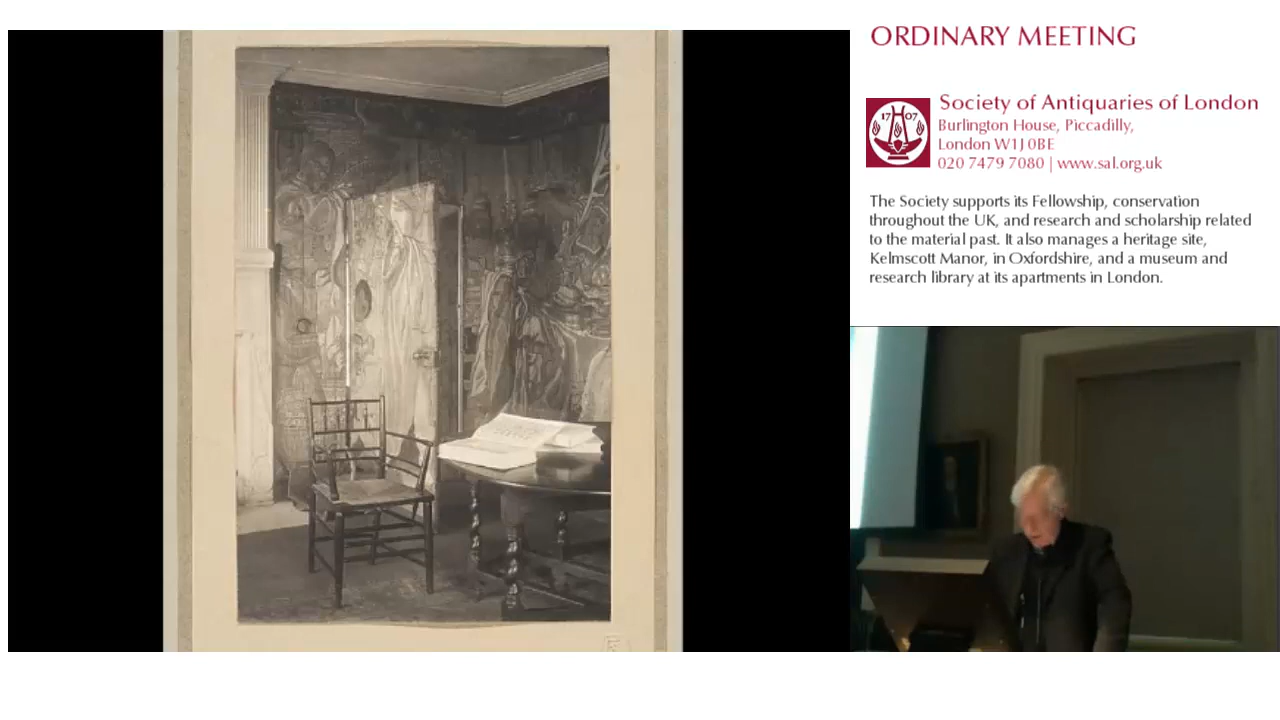 ORDINARY MEETING
Society of Antiquaries of London
Burlington House, Piccadilly,
London W1J 0BE
020 7479 7080 | www.sal.org.uk
17 07
The Society supports its Fellowship, conservation
throughout the UK, and research and scholarship related
to the material past. It also manages a heritage site,
Kelmscott Manor, in Oxfordshire, and a museum and
research library at its apartments in London.